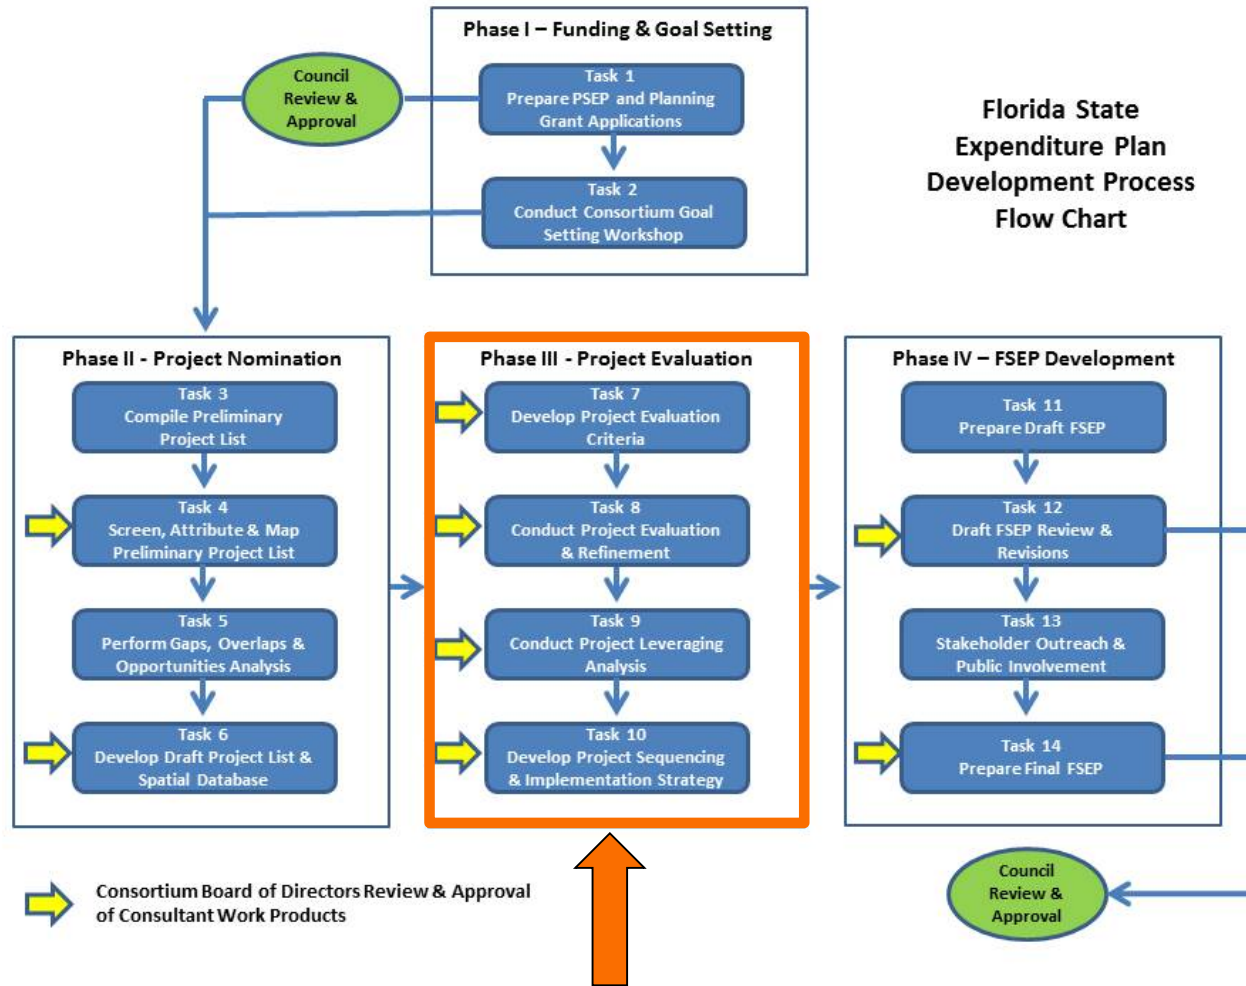 Phase I – Funding & Goal Setting
Council
Review &
Approval
Task 1
Prepare PSEP and Planning
Grant Applications
Task 2
Conduct Consortium Goal
Setting Workshop
Florida State
Expenditure Plan
Development Process
Flow Chart
Phase II - Project Nomination
Task 3
Compile Preliminary
Project List
Task 4
Screen, Attribute & Map
Preliminary Project List
Task 5
Perform Gaps, Overlaps &
Opportunities Analysis
Task 6
Develop Draft Project List &
Spatial Database
Phase III - Project Evaluation
Task 7
Develop Project Evaluation
Criteria
Task 8
Conduct Project Evaluation
& Refinement
Task 9
Conduct Project Leveraging
Analysis
Task 10
Develop Project Sequencing
& Implementation Strategy
Phase IV – FSEP Development
Task 11
Prepare Draft FSEP
Task 12
Draft FSEP Review &
Revisions
Task 13
Stakeholder Outreach &
Public Involvement
Task 14
Prepare Final FSEP
Consortium Board of Directors Review & Approval
of Consultant Work Products
Council
Review &
Approval